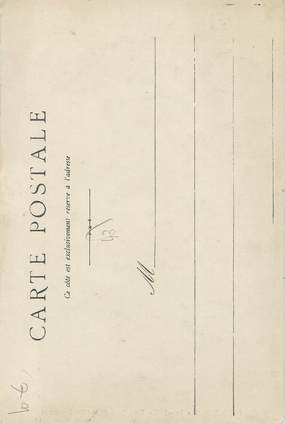 CARTE POSTALE
Ce côté est exclusivement réservé à l'adresse
M